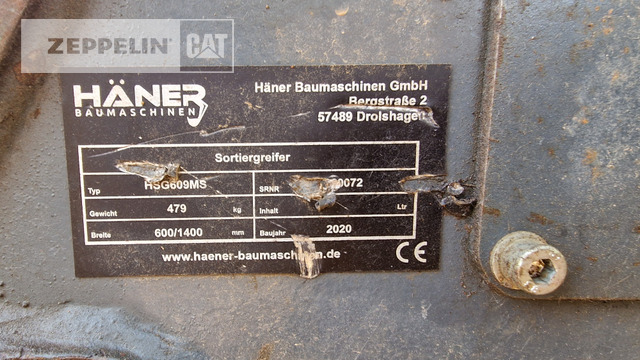 ZEPPELIN CAT
HÄNER
BAUMASCHINEN
Häner Baumaschinen GmbH
Bergstraße 2
57489 Drolshagen
Sortiergreifer
Typ HSG609MS SRNR 0072
Gewicht 479 kg Inhalt Ltr
Breite 600/1400 mm Baujahr 2020
www.haener-baumaschinen.de CE